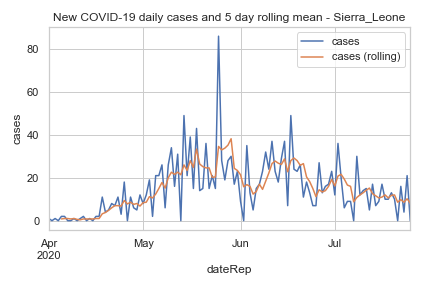 New COVID-19 daily cases and 5 day rolling mean - Sierra_Leone
cases
cases (rolling)
80
60
40
20
0
cases
Apr
2020
May
Jun
Jul
dateRep